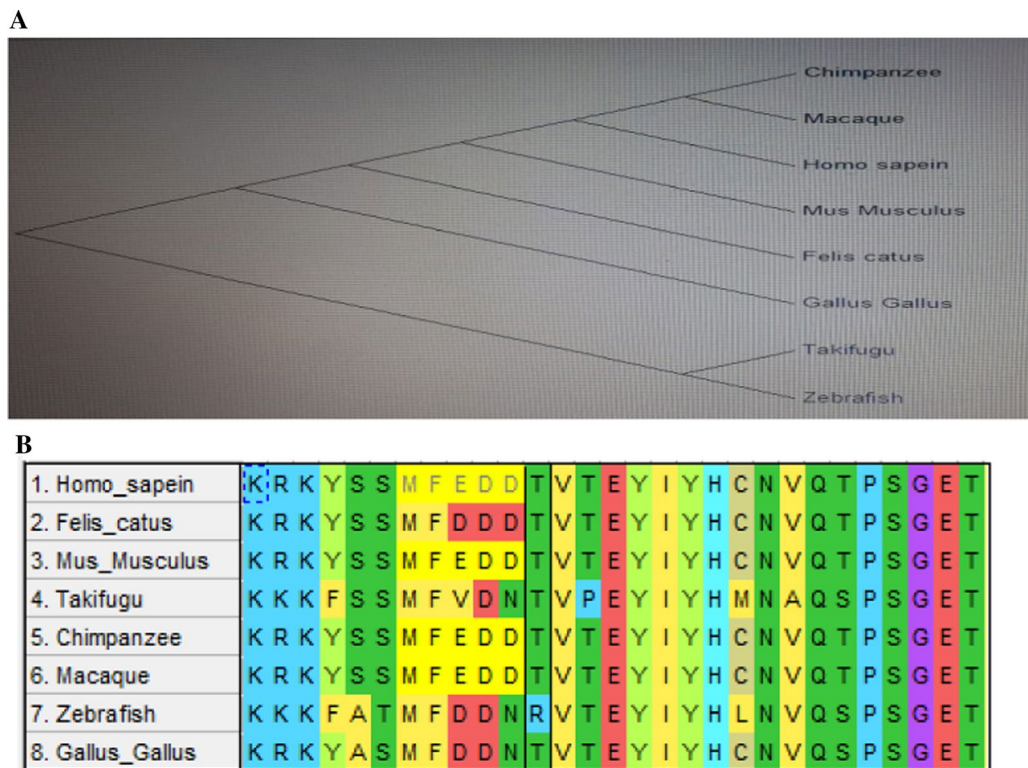 A
Chimpanzee
Macaque
Homo sapein
Mus Musculus
Felis catus
Gallus Gallus
Takifugu
Zebrafish
B
1. Homo_sapein K R K Y S S M F E D D T V T E Y I Y H C N V Q T P S G E T
2. Felis_catus K R K Y S S M F D D D T V T E Y I Y H C N V Q T P S G E T
3. Mus_Musculus K R K Y S S M F E D D T V T E Y I Y H C N V Q T P S G E T
4. Takifugu K K K F S S M F V D N T V P E Y I Y H M N A Q S P S G E T
5. Chimpanzee K R K Y S S M F E D D T V T E Y I Y H C N V Q T P S G E T
6. Macaque K R K Y S S M F E D D T V T E Y I Y H C N V Q T P S G E T
7. Zebrafish K K K F A T M F D D N R V T E Y I Y H L N V Q S P S G E T
8. Gallus_Gallus K R K Y A S M F D D N T V T E Y I Y H C N V Q S P S G E T